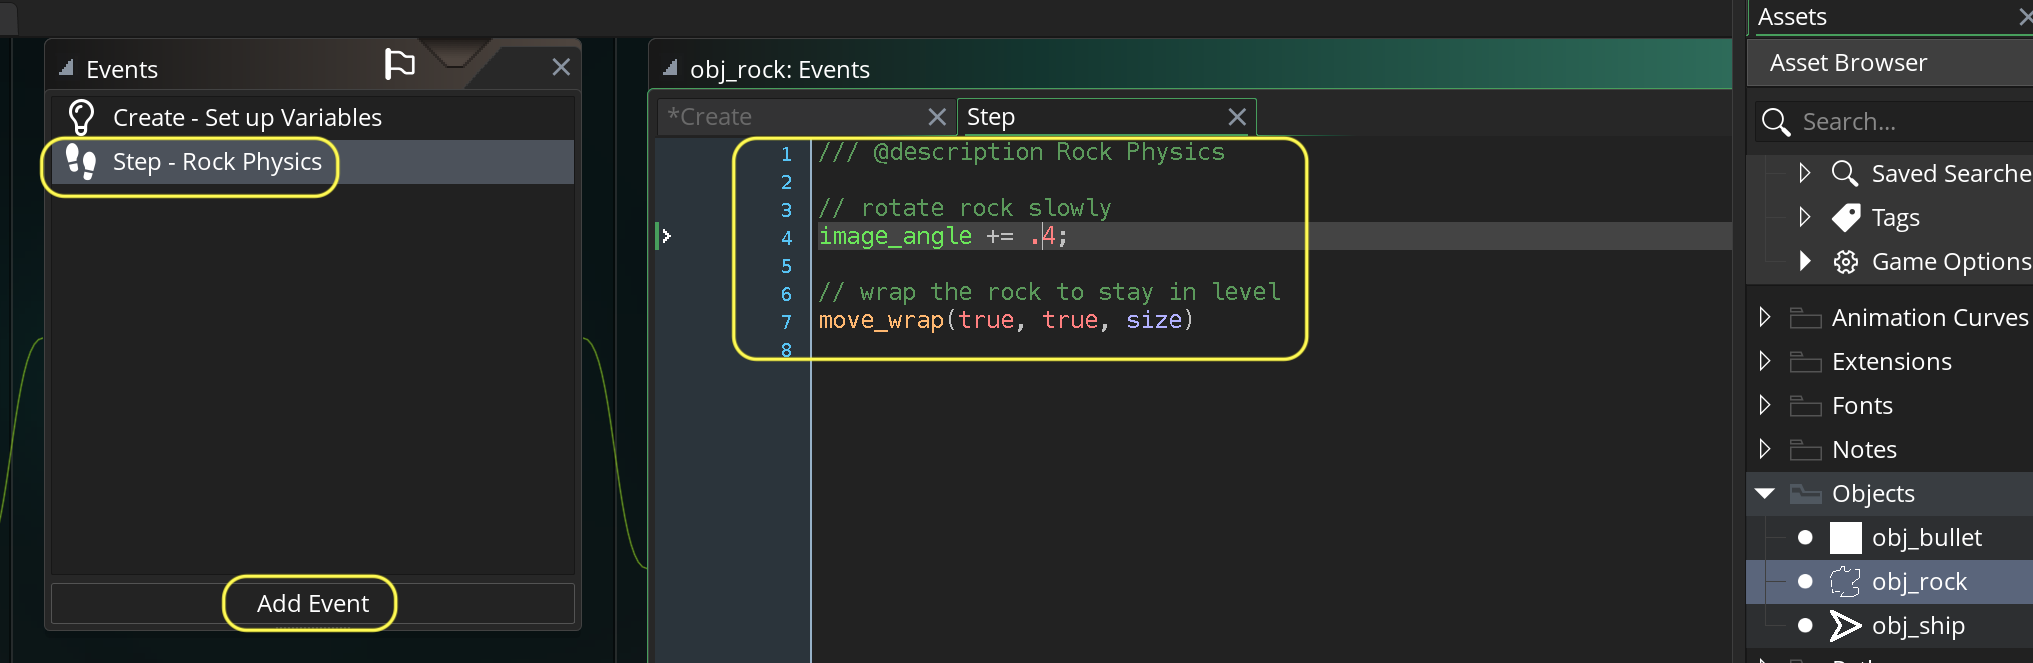 Events
Create - Set up Variables
Step - Rock Physics
Add Event
obj_rock: Events
*Create
Step
1 /// @description Rock Physics
2
3 // rotate rock slowly
4 image_angle += .4;
5
6 // wrap the rock to stay in level
7 move_wrap(true, true, size)
8
Assets
Asset Browser
Search...
Saved Searche
Tags
Game Options
Animation Curves
Extensions
Fonts
Notes
Objects
obj_bullet
obj_rock
obj_ship